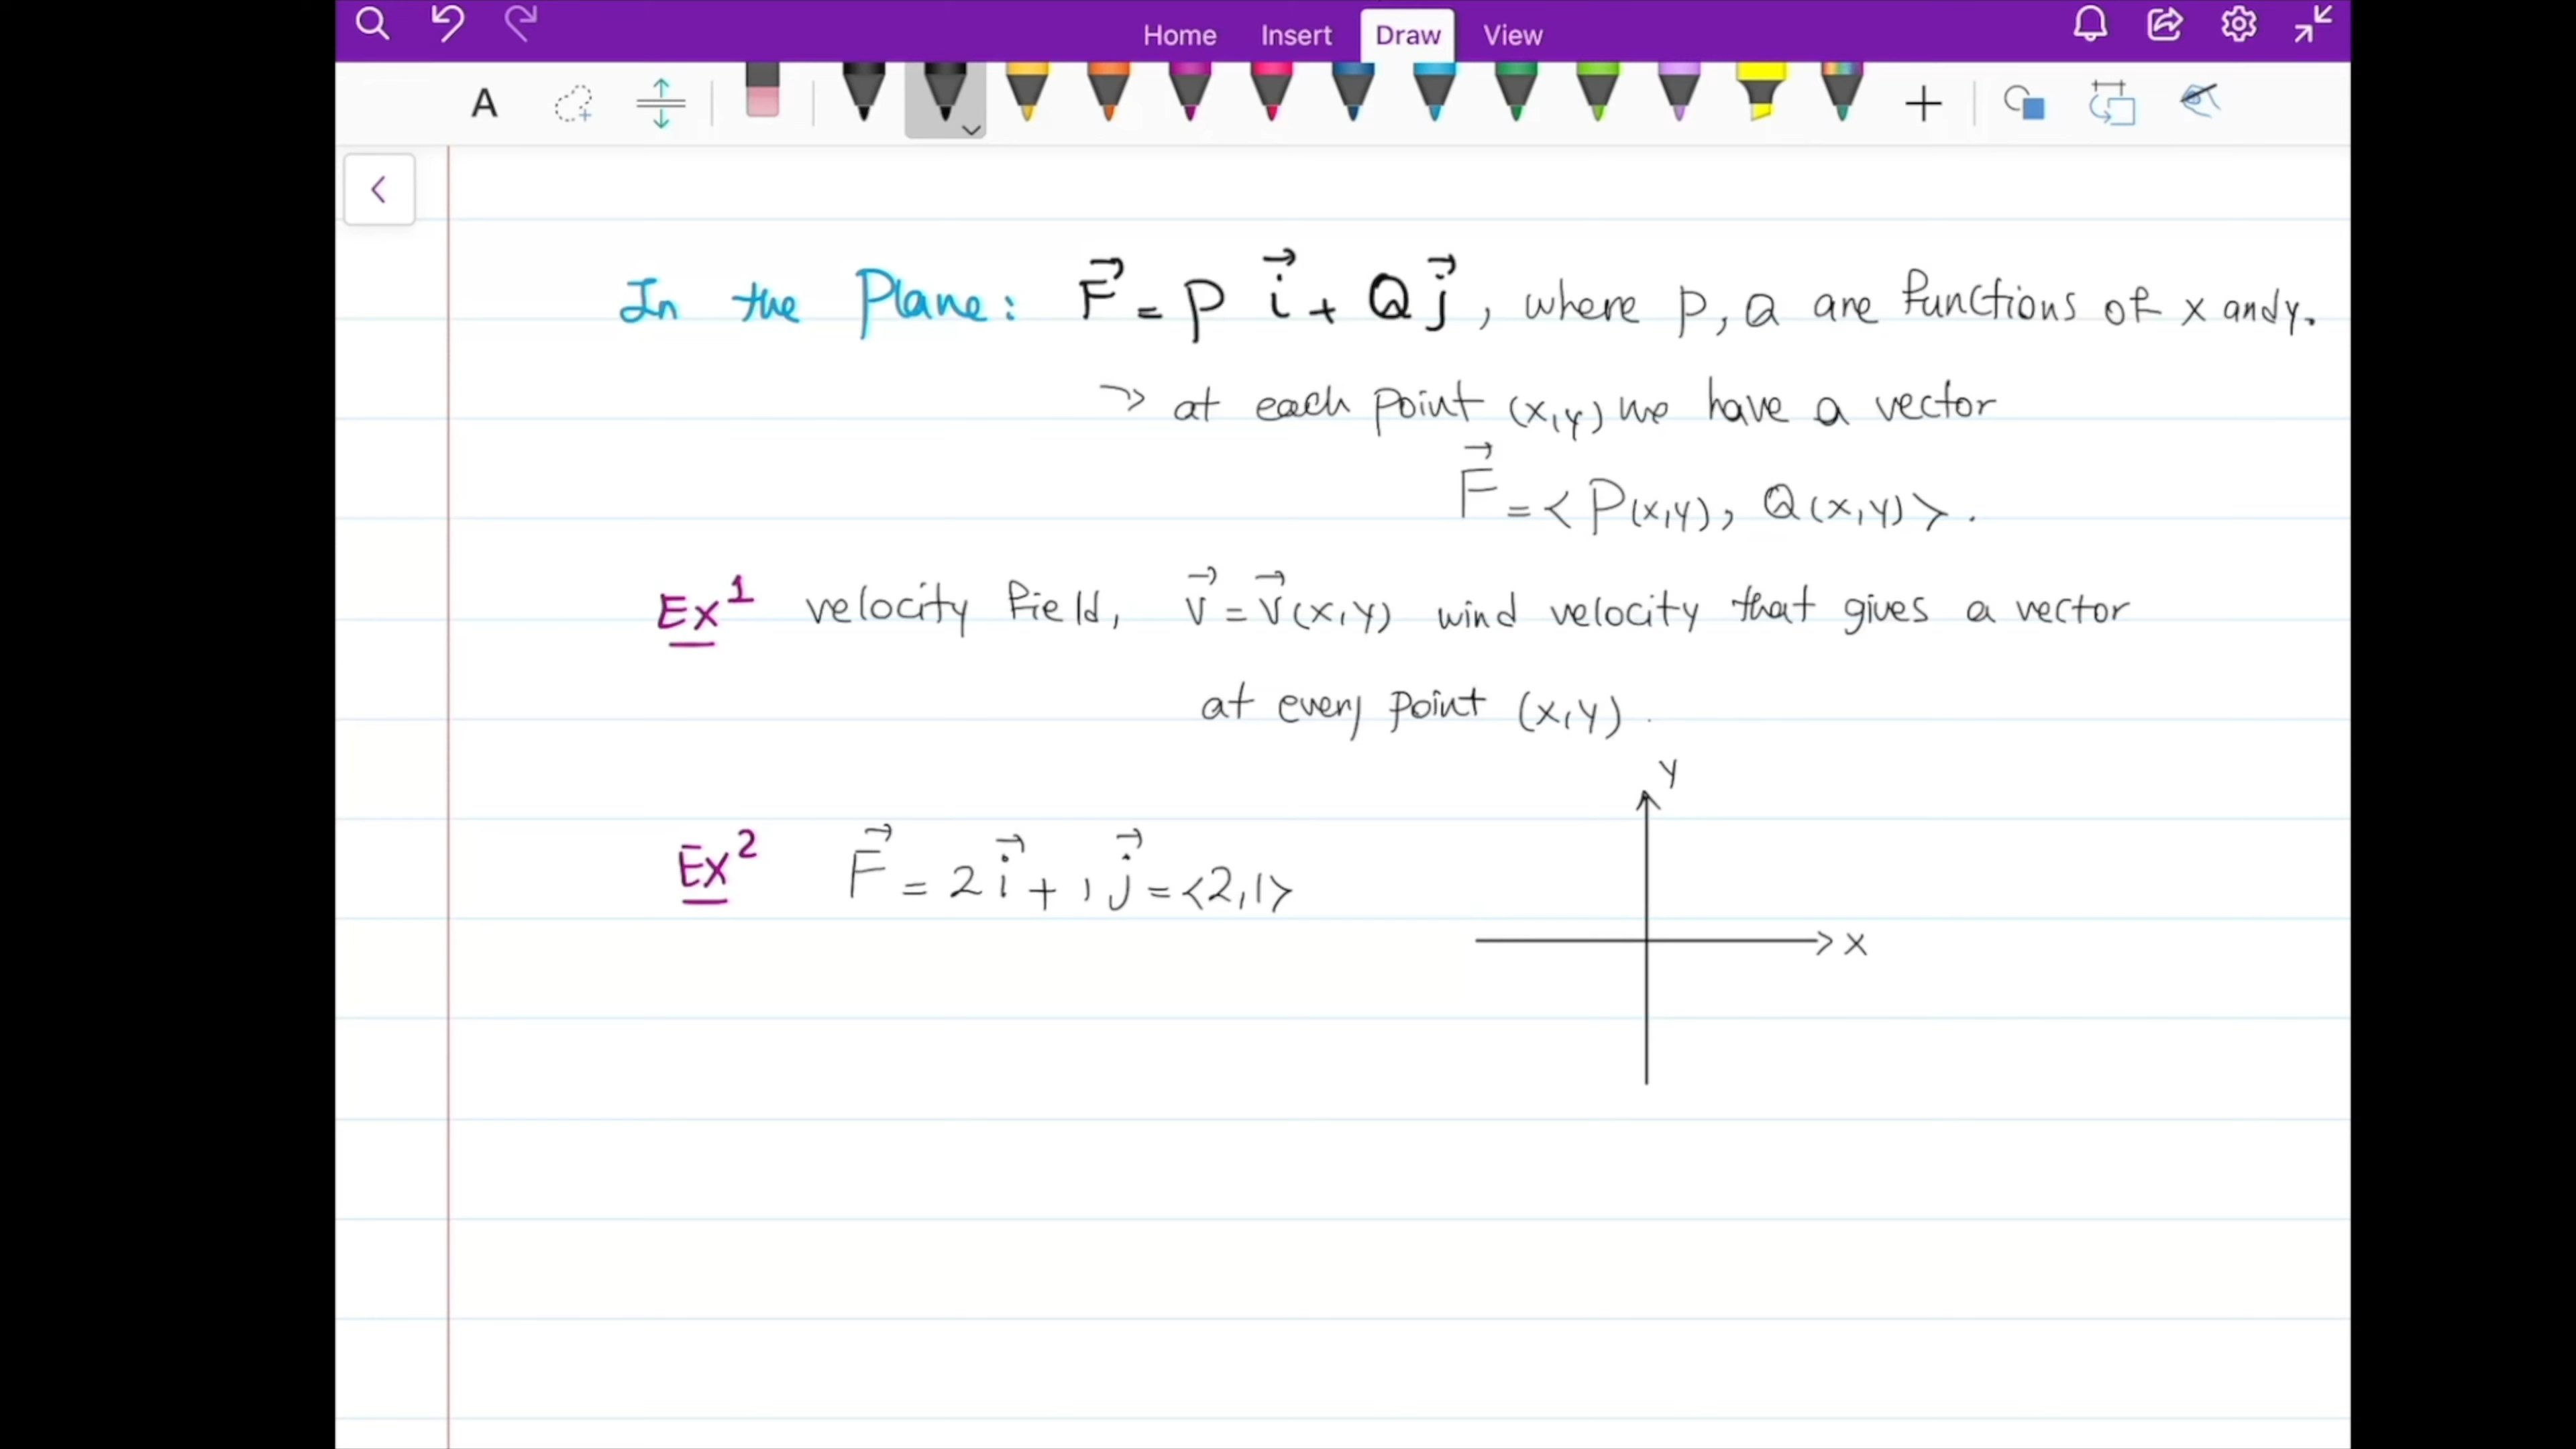 Home Insert Draw View
A
In the Plane: F⃗ = P i⃗ + Q j⃗, where P, Q are functions of x and y.
→ at each point (x,y) we have a vector
F⃗ = <P(x,y), Q(x,y)>.
Ex1 velocity field, v⃗ = v⃗(x,y) wind velocity that gives a vector
at every point (x,y).
y
Ex2 F⃗ = 2 i⃗ + 1 j⃗ = <2,1>
x